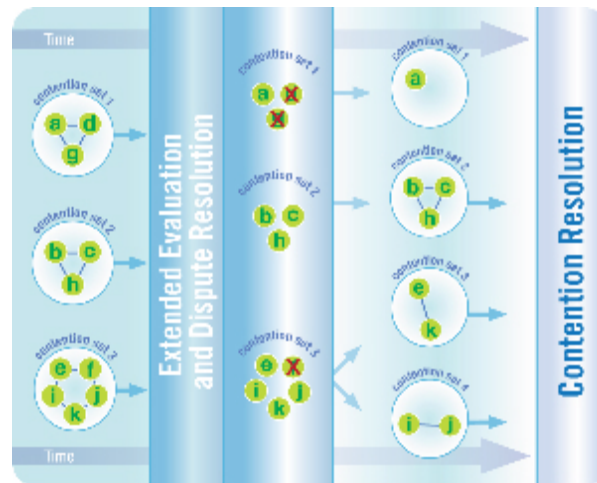 Time
contention set 1
a d
g
contention set 2
b c
h
contention set 3
e f
i j
k
Time
Extended Evaluation
and Dispute Resolution
contention set 1
a X
X
contention set 2
b c
h
contention set 3
e X
i j
k
contention set 1
a
contention set 2
b c
h
contention set 3
e
k
contention set 4
i j
Contention Resolution